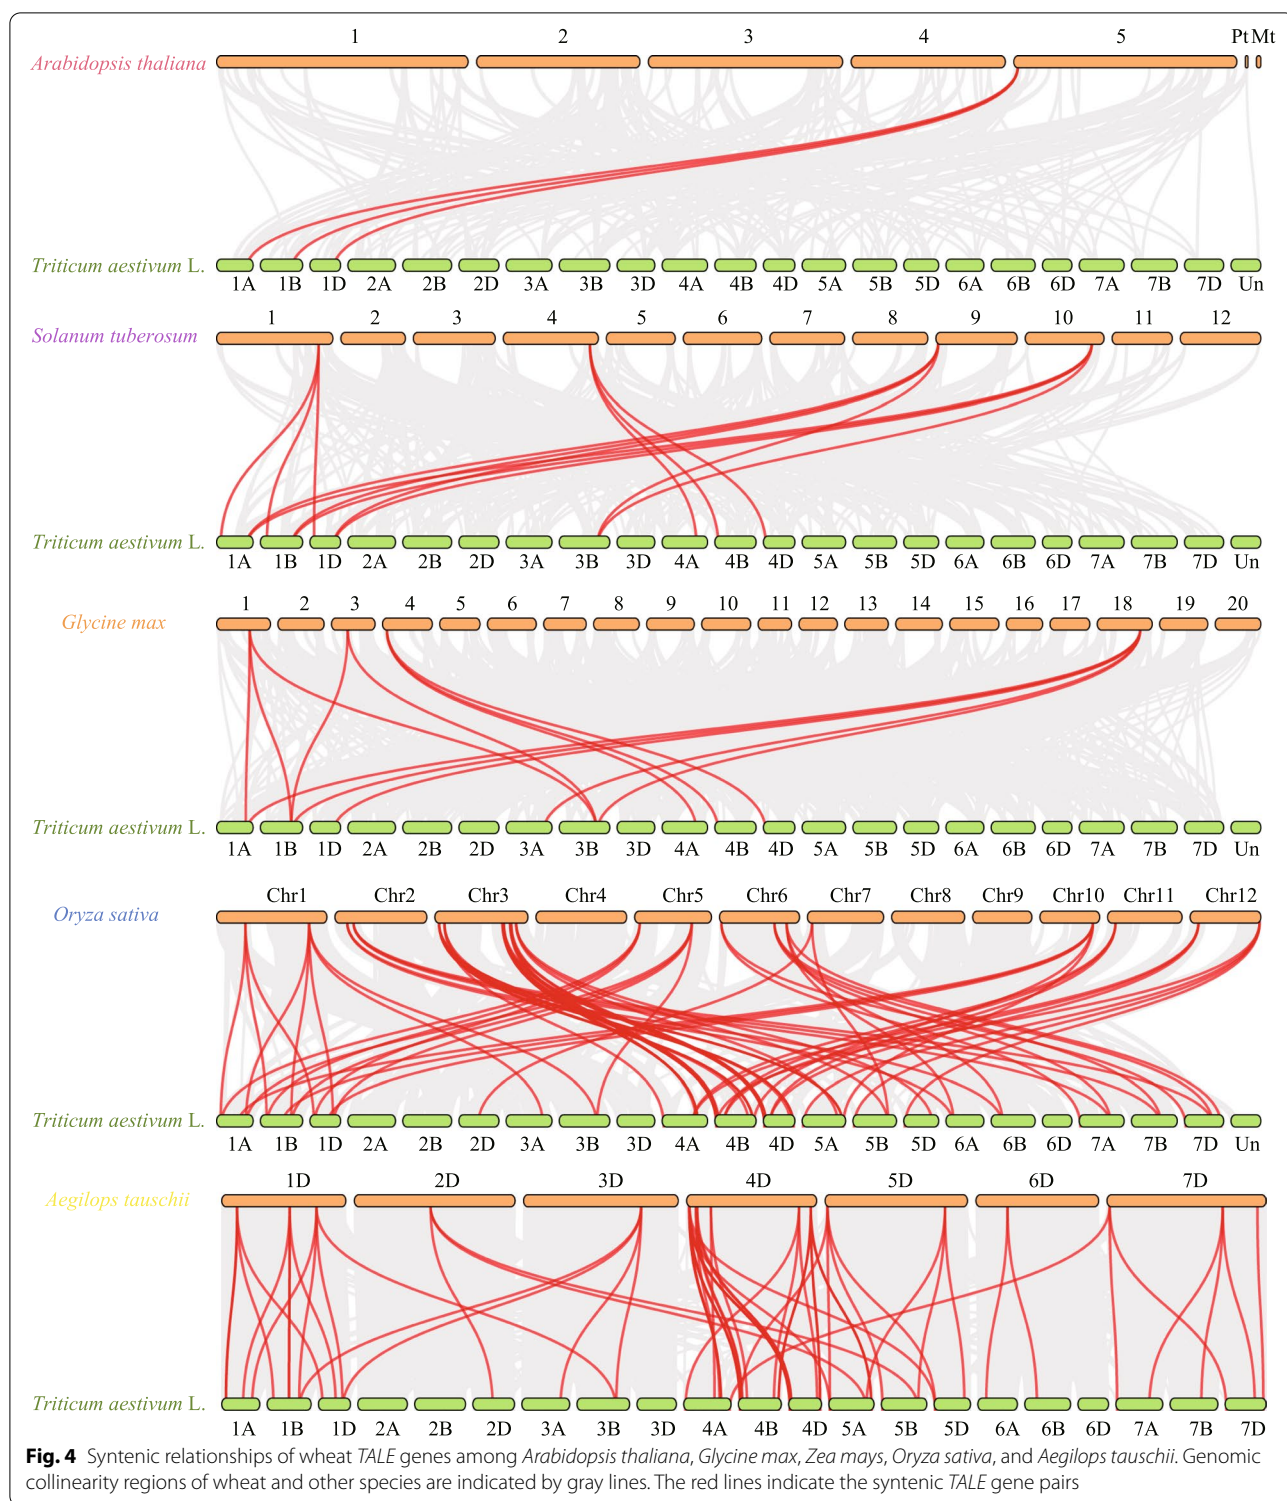 1 2 3 4 5 Pt Mt
Arabidopsis thaliana
Triticum aestivum L.
1A 1B 1D 2A 2B 2D 3A 3B 3D 4A 4B 4D 5A 5B 5D 6A 6B 6D 7A 7B 7D Un
1 2 3 4 5 6 7 8 9 10 11 12
Solanum tuberosum
Triticum aestivum L.
1A 1B 1D 2A 2B 2D 3A 3B 3D 4A 4B 4D 5A 5B 5D 6A 6B 6D 7A 7B 7D Un
1 2 3 4 5 6 7 8 9 10 11 12 13 14 15 16 17 18 19 20
Glycine max
Triticum aestivum L.
1A 1B 1D 2A 2B 2D 3A 3B 3D 4A 4B 4D 5A 5B 5D 6A 6B 6D 7A 7B 7D Un
Chr1 Chr2 Chr3 Chr4 Chr5 Chr6 Chr7 Chr8 Chr9 Chr10 Chr11 Chr12
Oryza sativa
Triticum aestivum L.
1A 1B 1D 2A 2B 2D 3A 3B 3D 4A 4B 4D 5A 5B 5D 6A 6B 6D 7A 7B 7D Un
1D 2D 3D 4D 5D 6D 7D
Aegilops tauschii
Triticum aestivum L.
1A 1B 1D 2A 2B 2D 3A 3B 3D 4A 4B 4D 5A 5B 5D 6A 6B 6D 7A 7B 7D
Fig. 4 Syntenic relationships of wheat TALE genes among Arabidopsis thaliana, Glycine max, Zea mays, Oryza sativa, and Aegilops tauschii. Genomic
collinearity regions of wheat and other species are indicated by gray lines. The red lines indicate the syntenic TALE gene pairs